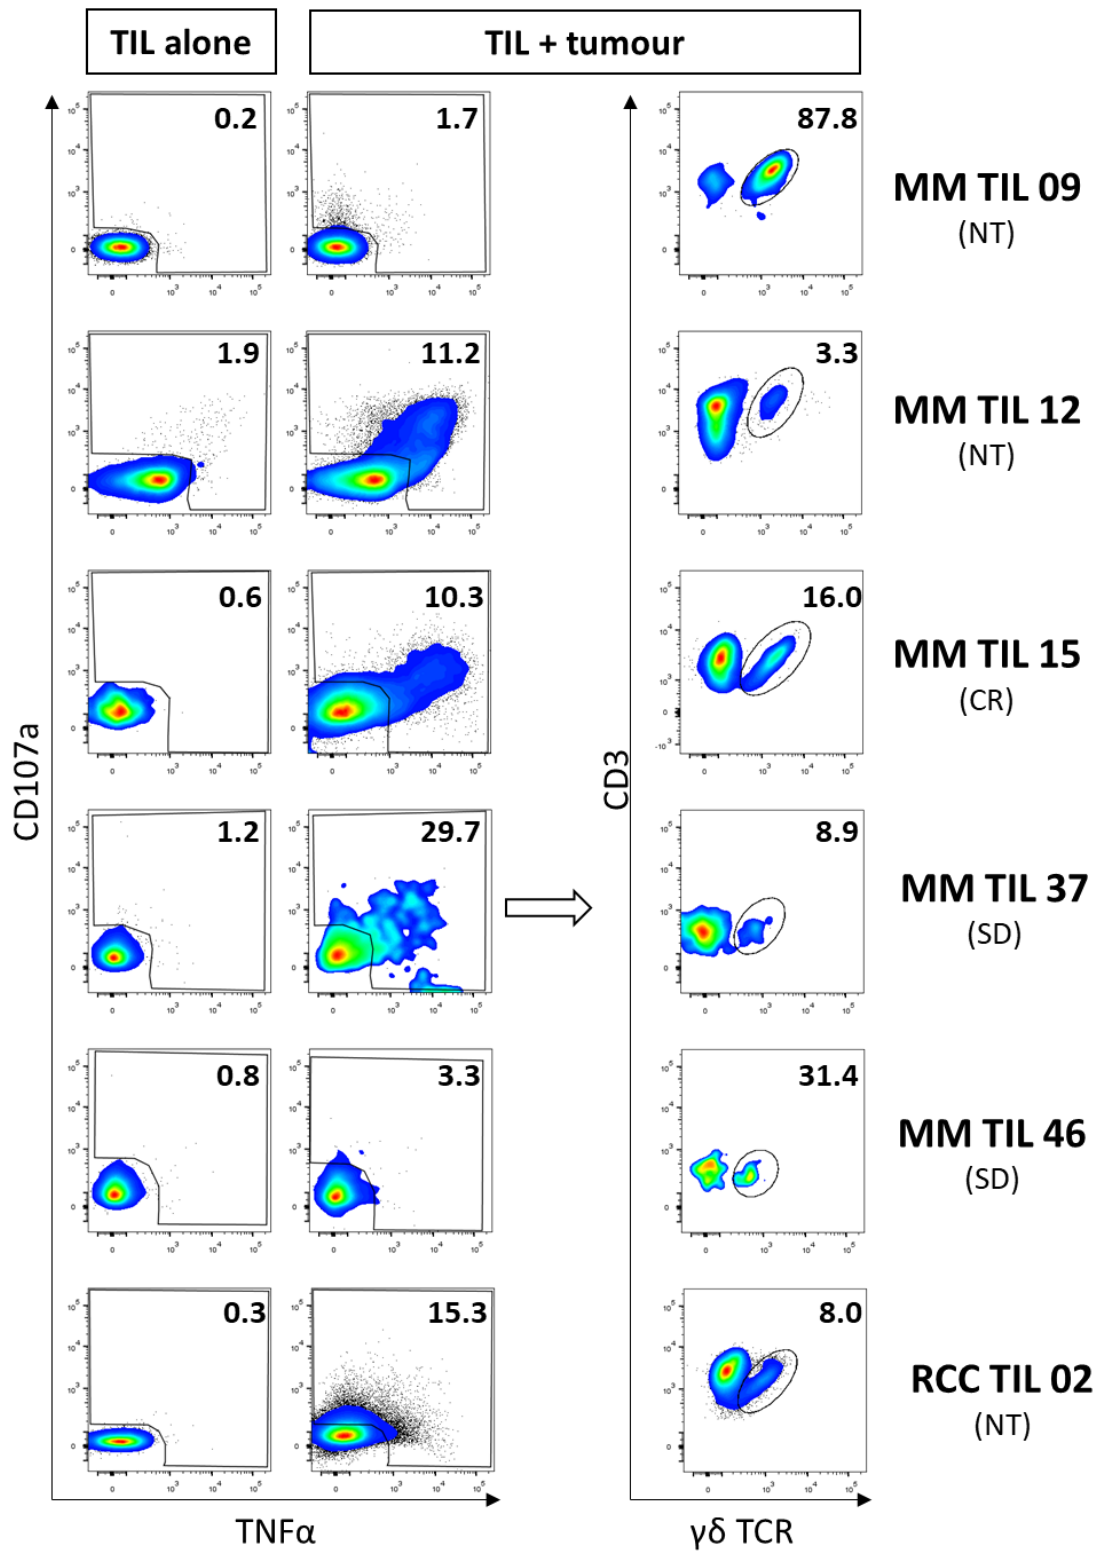 TIL alone
TIL + tumour
0.2
1.7
87.8
MM TIL 09
(NT)
1.9
11.2
3.3
MM TIL 12
(NT)
0.6
10.3
16.0
MM TIL 15
(CR)
1.2
29.7
8.9
MM TIL 37
(SD)
0.8
3.3
31.4
MM TIL 46
(SD)
0.3
15.3
8.0
RCC TIL 02
(NT)
CD107a
CD3
TNFα
γδ TCR